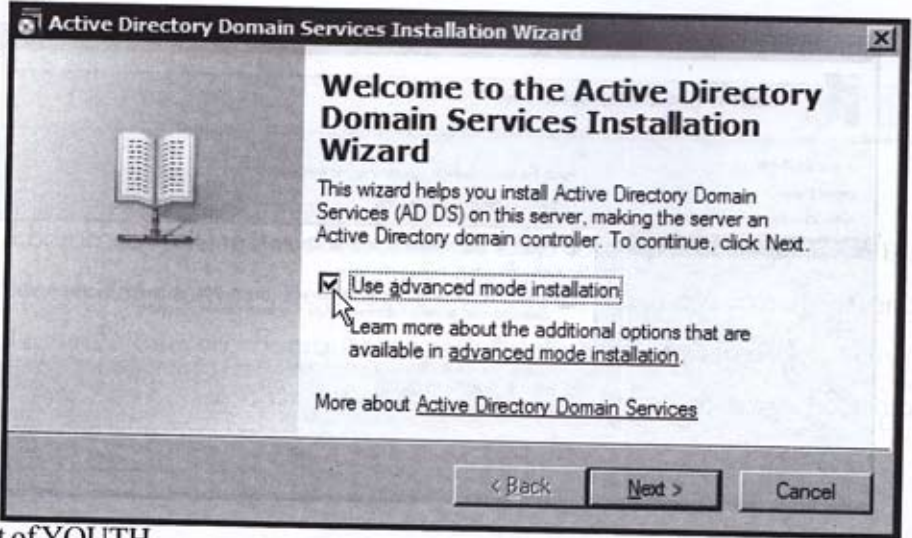 Active Directory Domain Services Installation Wizard
Welcome to the Active Directory
Domain Services Installation
Wizard
This wizard helps you install Active Directory Domain
Services (AD DS) on this server, making the server an
Active Directory domain controller. To continue, click Next.
Use advanced mode installation
Learn more about the additional options that are
available in advanced mode installation.
More about Active Directory Domain Services
< Back Next > Cancel
of YOUTH